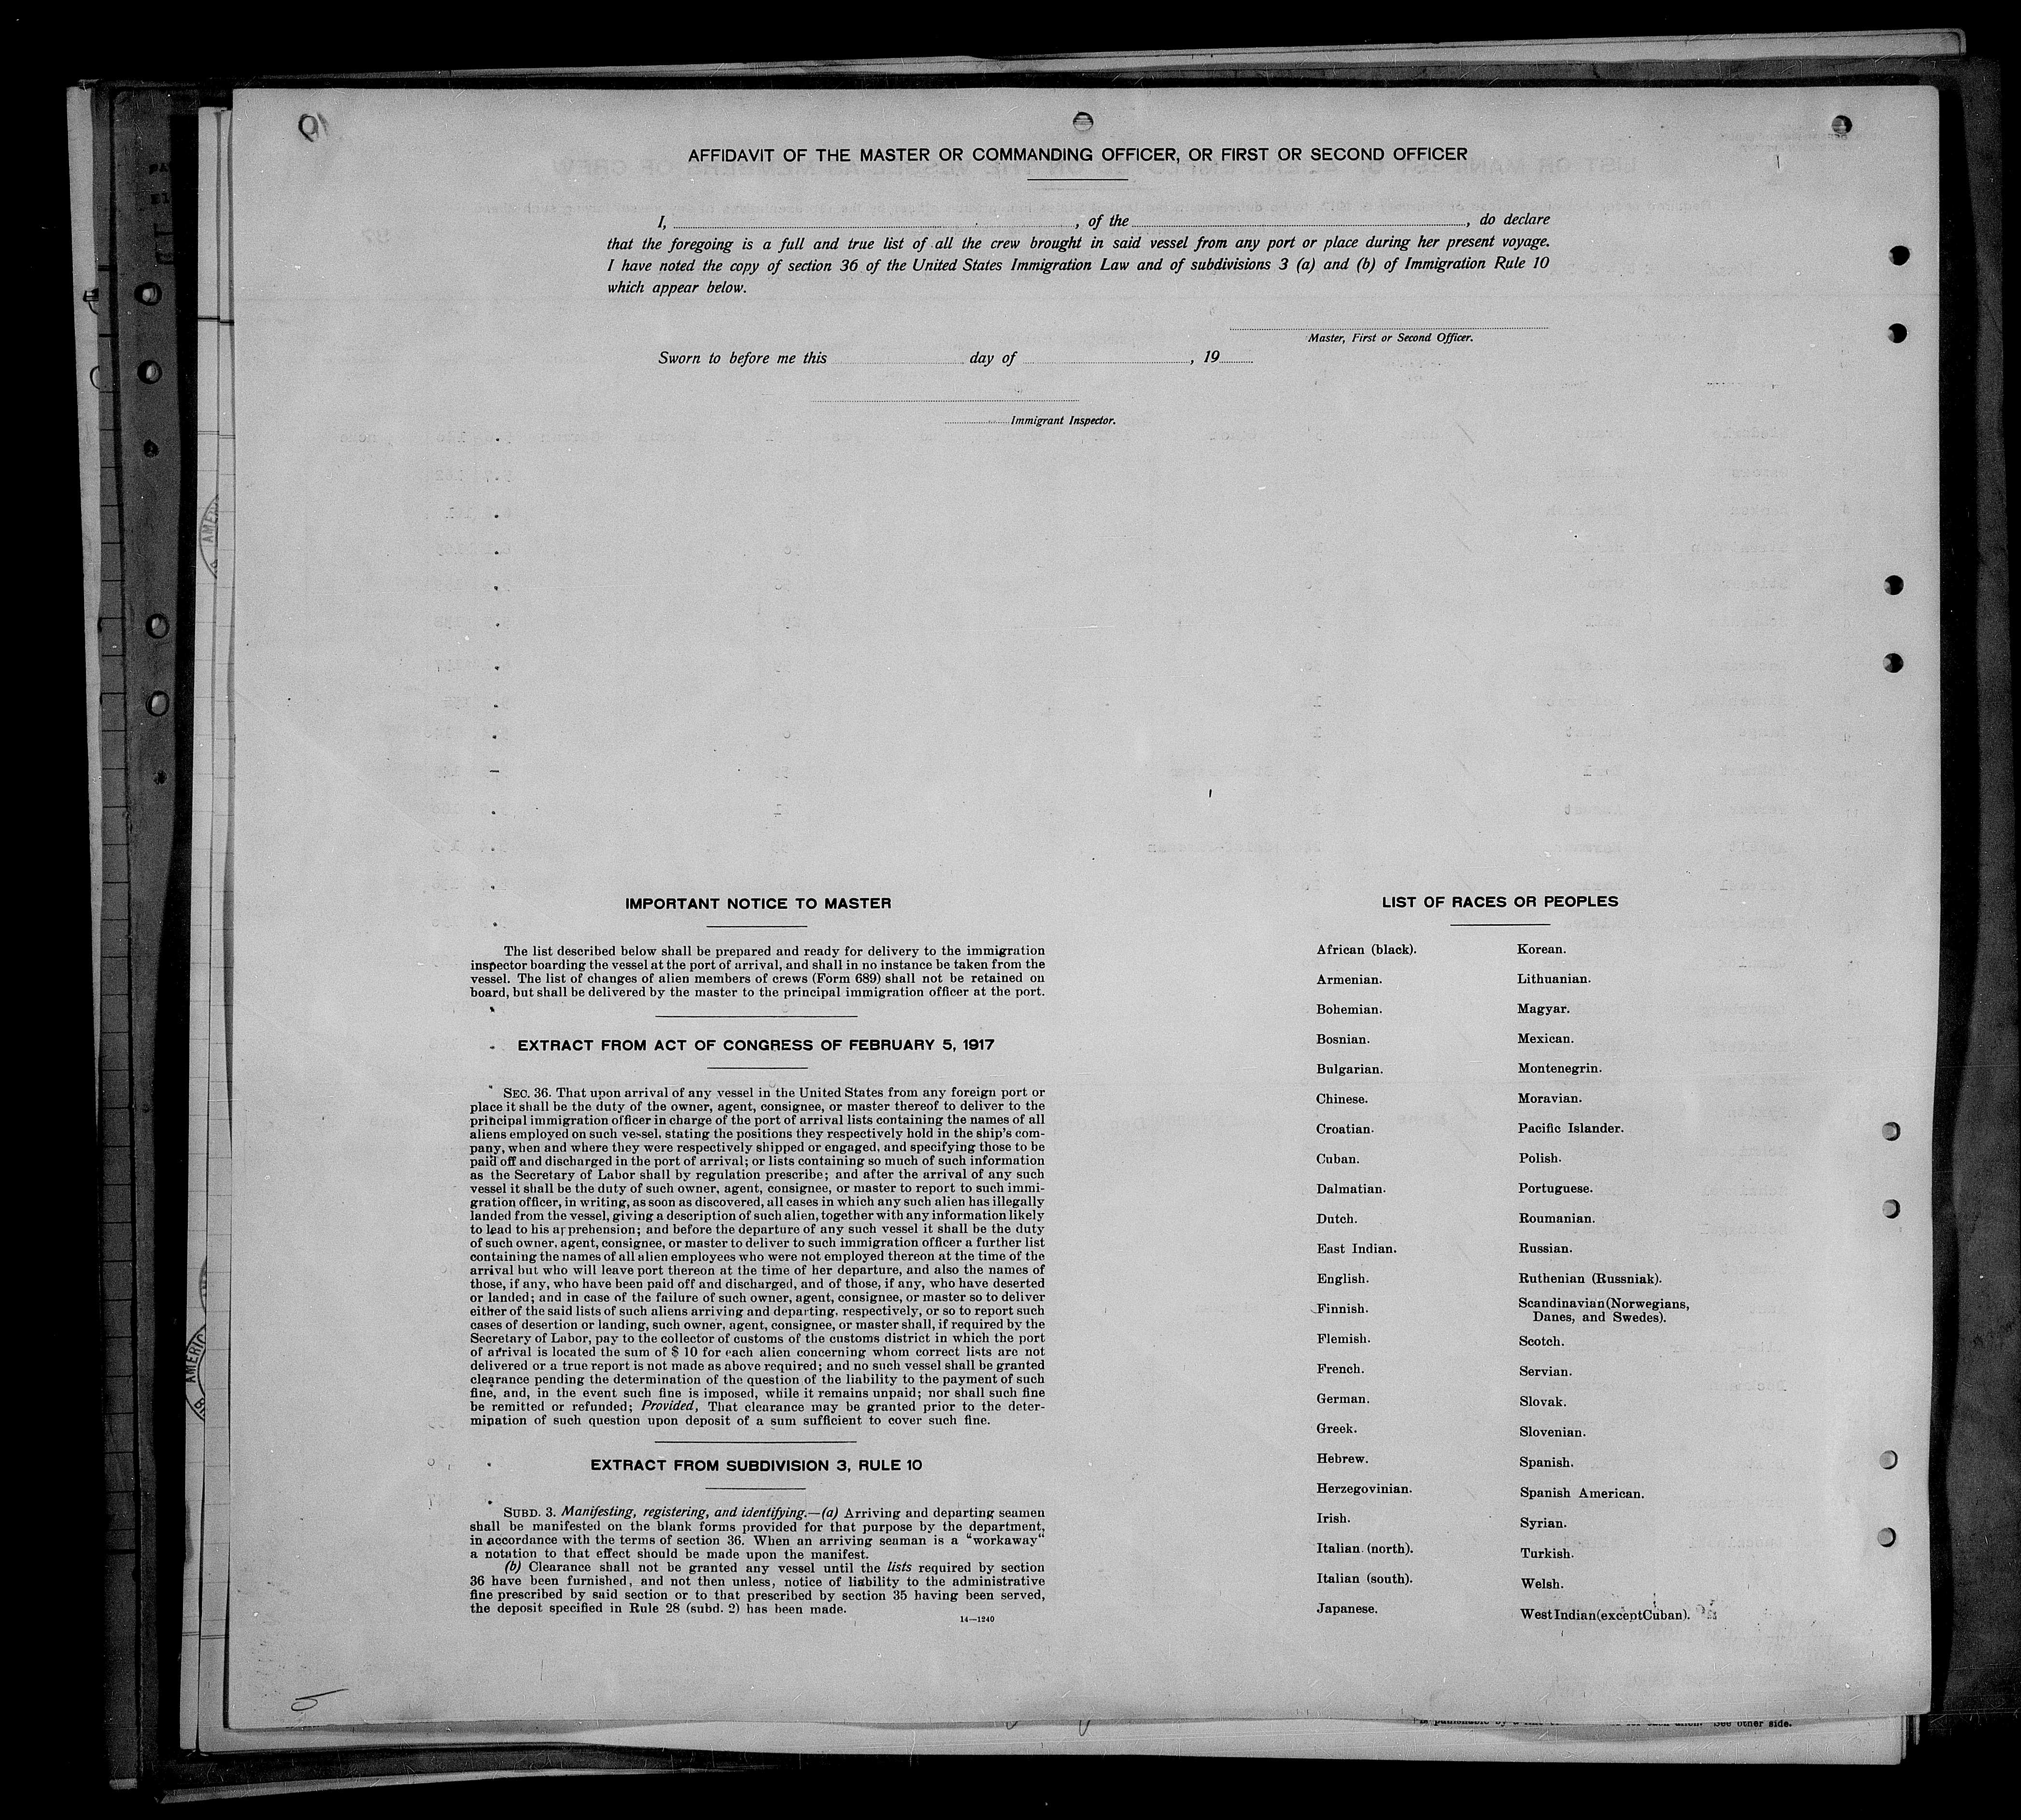 AFFIDAVIT OF THE MASTER OR COMMANDING OFFICER, OR FIRST OR SECOND OFFICER
I, , of the , do declare
that the foregoing is a full and true list of all the crew brought in said vessel from any port or place during her present voyage.
I have noted the copy of section 36 of the United States Immigration Law and of subdivisions 3 (a) and (b) of Immigration Rule 10
which appear below.
Master, First or Second Officer.
Sworn to before me this day of , 19
Immigrant Inspector.
IMPORTANT NOTICE TO MASTER
The list described below shall be prepared and ready for delivery to the immigration
inspector boarding the vessel at the port of arrival, and shall in no instance be taken from the
vessel. The list of changes of alien members of crews (Form 689) shall not be retained on
board, but shall be delivered by the master to the principal immigration officer at the port.
EXTRACT FROM ACT OF CONGRESS OF FEBRUARY 5, 1917
SEC. 36. That upon arrival of any vessel in the United States from any foreign port or
place it shall be the duty of the owner, agent, consignee, or master thereof to deliver to the
principal immigration officer in charge of the port of arrival lists containing the names of all
aliens employed on such vessel, stating the positions they respectively hold in the ship's com-
pany, when and where they were respectively shipped or engaged, and specifying those to be
paid off and discharged in the port of arrival; or lists containing so much of such information
as the Secretary of Labor shall by regulation prescribe; and after the arrival of any such
vessel it shall be the duty of such owner, agent, consignee, or master to report to such immi-
gration officer, in writing, as soon as discovered, all cases in which any such alien has illegally
landed from the vessel, giving a description of such alien, together with any information likely
to lead to his apprehension; and before the departure of any such vessel it shall be the duty
of such owner, agent, consignee, or master to deliver to such immigration officer a further list
containing the names of all alien employees who were not employed thereon at the time of the
arrival but who will leave port thereon at the time of her departure, and also the names of
those, if any, who have been paid off and discharged, and of those, if any, who have deserted
or landed; and in case of the failure of such owner, agent, consignee, or master so to deliver
either of the said lists of such aliens arriving and departing, respectively, or so to report such
cases of desertion or landing, such owner, agent, consignee, or master shall, if required by the
Secretary of Labor, pay to the collector of customs of the customs district in which the port
of arrival is located the sum of $ 10 for each alien concerning whom correct lists are not
delivered or a true report is not made as above required; and no such vessel shall be granted
clearance pending the determination of the question of the liability to the payment of such
fine, and, in the event such fine is imposed, while it remains unpaid; nor shall such fine
be remitted or refunded; Provided, That clearance may be granted prior to the deter-
mination of such question upon deposit of a sum sufficient to cover such fine.
EXTRACT FROM SUBDIVISION 3, RULE 10
SUBD. 3. Manifesting, registering, and identifying.—(a) Arriving and departing seamen
shall be manifested on the blank forms provided for that purpose by the department,
in accordance with the terms of section 36. When an arriving seaman is a “workaway“
a notation to that effect should be made upon the manifest.
(b) Clearance shall not be granted any vessel until the lists required by section
36 have been furnished, and not then unless, notice of liability to the administrative
fine prescribed by said section or to that prescribed by section 35 having been served,
the deposit specified in Rule 28 (subd. 2) has been made.
14—1240
LIST OF RACES OR PEOPLES
African (black).
Armenian.
Bohemian.
Bosnian.
Bulgarian.
Chinese.
Croatian.
Cuban.
Dalmatian.
Dutch.
East Indian.
English.
Finnish.
Flemish.
French.
German.
Greek.
Hebrew.
Herzegovinian.
Irish.
Italian (north).
Italian (south).
Japanese.
Korean.
Lithuanian.
Magyar.
Mexican.
Montenegrin.
Moravian.
Pacific Islander.
Polish.
Portuguese.
Roumanian.
Russian.
Ruthenian (Russniak).
Scandinavian (Norwegians,
Danes, and Swedes).
Scotch.
Servian.
Slovak.
Slovenian.
Spanish.
Spanish American.
Syrian.
Turkish.
Welsh.
West Indian (except Cuban).
See other side.